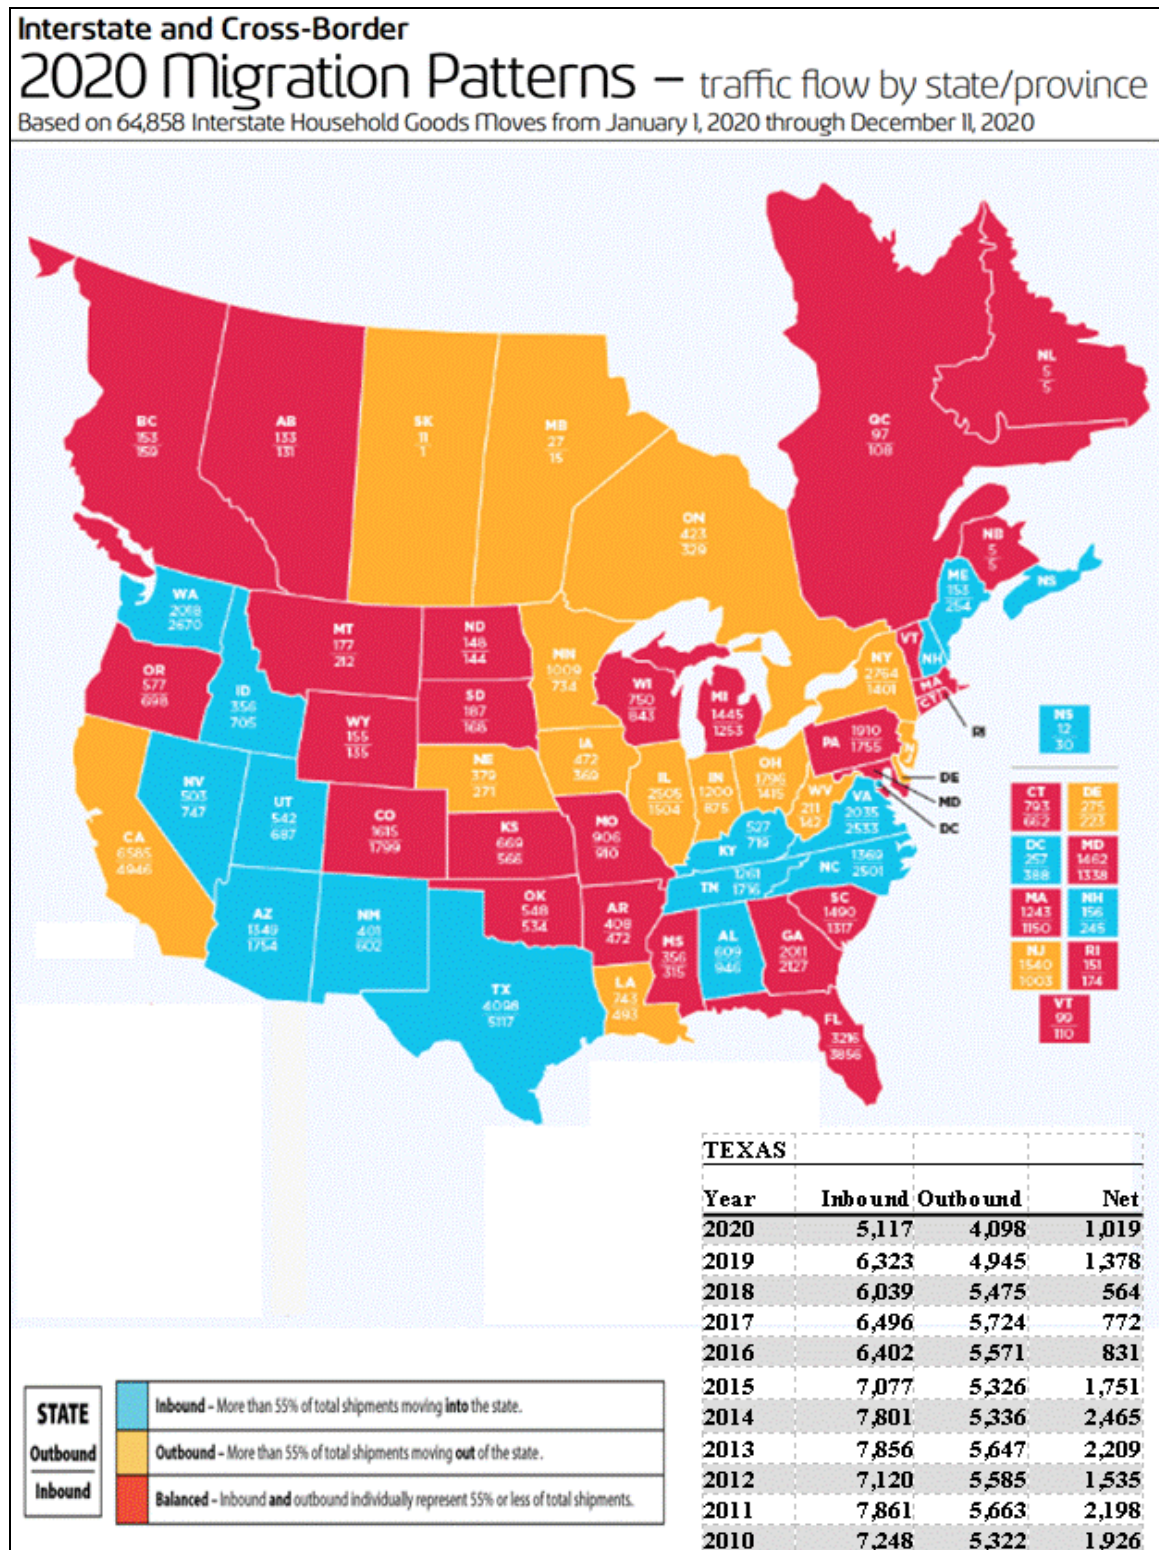 Interstate and Cross-Border
2020 Migration Patterns – traffic flow by state/province
Based on 64,858 Interstate Household Goods Moves from January 1, 2020 through December 11, 2020
BC
153
159
AB
133
131
SK
11
1
MB
27
15
ON
423
329
QC
97
108
NL
5
5
NB
5
5
NS
ME
153
254
WA
2018
2670
OR
577
698
ID
356
705
MT
177
212
ND
148
144
SD
187
168
WY
155
135
MN
1009
734
WI
750
843
MI
1445
1253
NY
2764
1401
VT
NH
MA
CT
RI
PA
1910
1755
NJ
DE
MD
DC
NE
379
271
IA
472
369
IL
2505
1504
IN
1200
875
OH
1796
1415
WV
211
142
VA
2035
2533
NV
503
747
UT
542
687
CO
1615
1799
KS
669
566
MO
906
910
KY
527
719
CA
6585
4946
AZ
1349
1754
NM
401
602
OK
548
534
AR
408
472
TN
1261
1716
NC
1369
2501
SC
1490
1317
MS
356
315
AL
609
946
GA
2011
2127
TX
4098
5117
LA
743
493
FL
3216
3856
NS
12
30
CT
793
662
DE
275
223
DC
257
388
MD
1462
1338
MA
1243
1150
NH
156
245
NJ
1540
1003
RI
151
174
VT
99
110
TEXAS
Year Inbound Outbound Net
2020 5,117 4,098 1,019
2019 6,323 4,945 1,378
2018 6,039 5,475 564
2017 6,496 5,724 772
2016 6,402 5,571 831
2015 7,077 5,326 1,751
2014 7,801 5,336 2,465
2013 7,856 5,647 2,209
2012 7,120 5,585 1,535
2011 7,861 5,663 2,198
2010 7,248 5,322 1,926
STATE
Outbound
Inbound
Inbound – More than 55% of total shipments moving into the state.
Outbound – More than 55% of total shipments moving out of the state.
Balanced – Inbound and outbound individually represent 55% or less of total shipments.